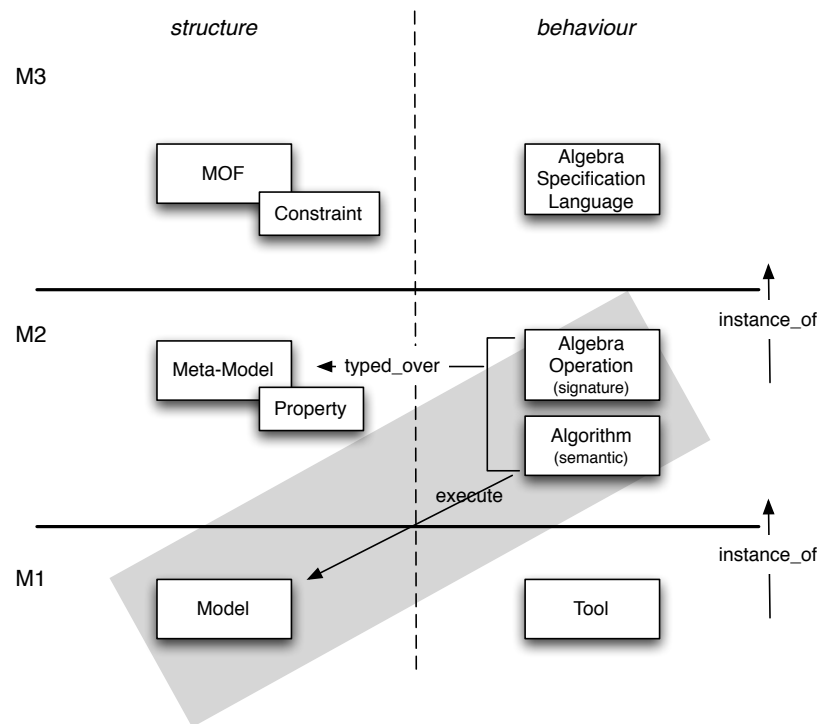 structure
behaviour
M3
MOF
Constraint
Algebra
Specification
Language
instance_of
M2
Meta-Model
Property
typed_over
Algebra
Operation
(signature)
Algorithm
(semantic)
execute
instance_of
M1
Model
Tool